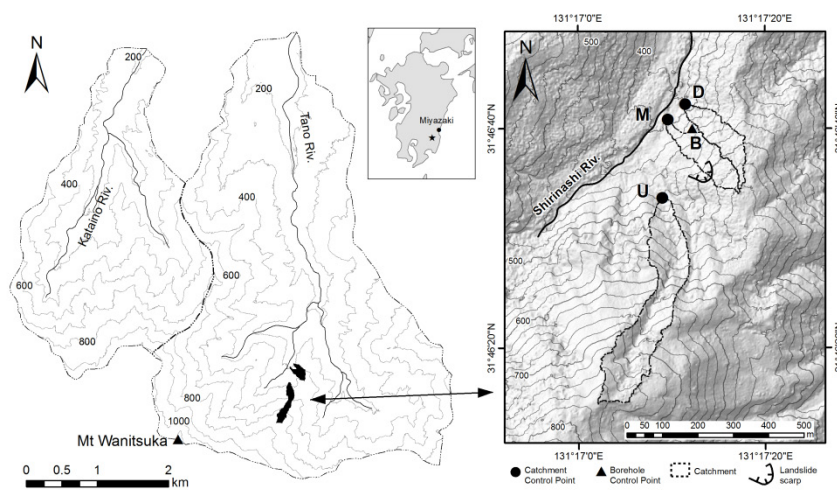 N
200
200
Tano Riv.
Kataino Riv.
400
400
600
600
800
800
1000
Mt Wanitsuka
0 0.5 1 2
km
Miyazaki
131°17'0"E 131°17'20"E
N
500
400
D
M
B
U
Shirinashi Riv.
500
600
700
800
31°46'40"N
31°46'20"N
0 50 100 200 300 400 500
m
131°17'0"E 131°17'20"E
Catchment
Control Point
Borehole
Control Point
Catchment
Landslide
scarp